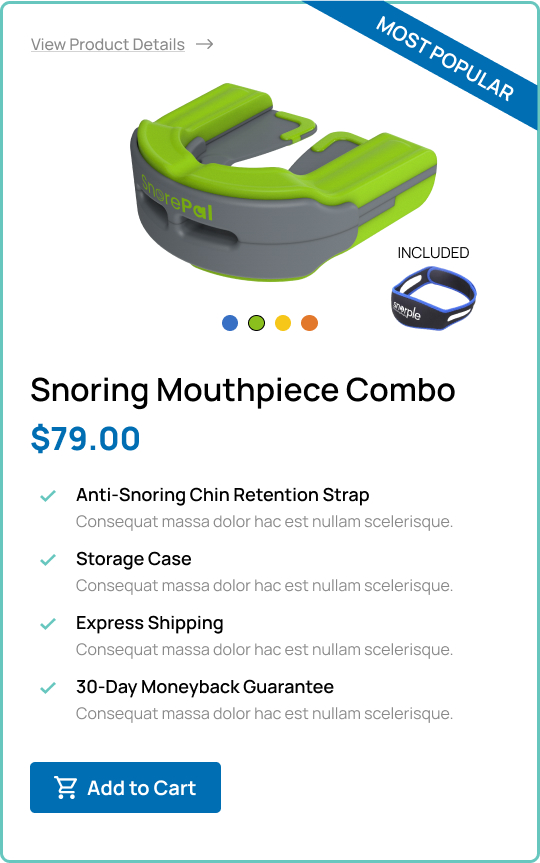 MOST POPULAR
View Product Details
SnorePal
INCLUDED
snorple
Snoring Mouthpiece Combo
$79.00
Anti-Snoring Chin Retention Strap
Consequat massa dolor hac est nullam scelerisque.
Storage Case
Consequat massa dolor hac est nullam scelerisque.
Express Shipping
Consequat massa dolor hac est nullam scelerisque.
30-Day Moneyback Guarantee
Consequat massa dolor hac est nullam scelerisque.
Add to Cart